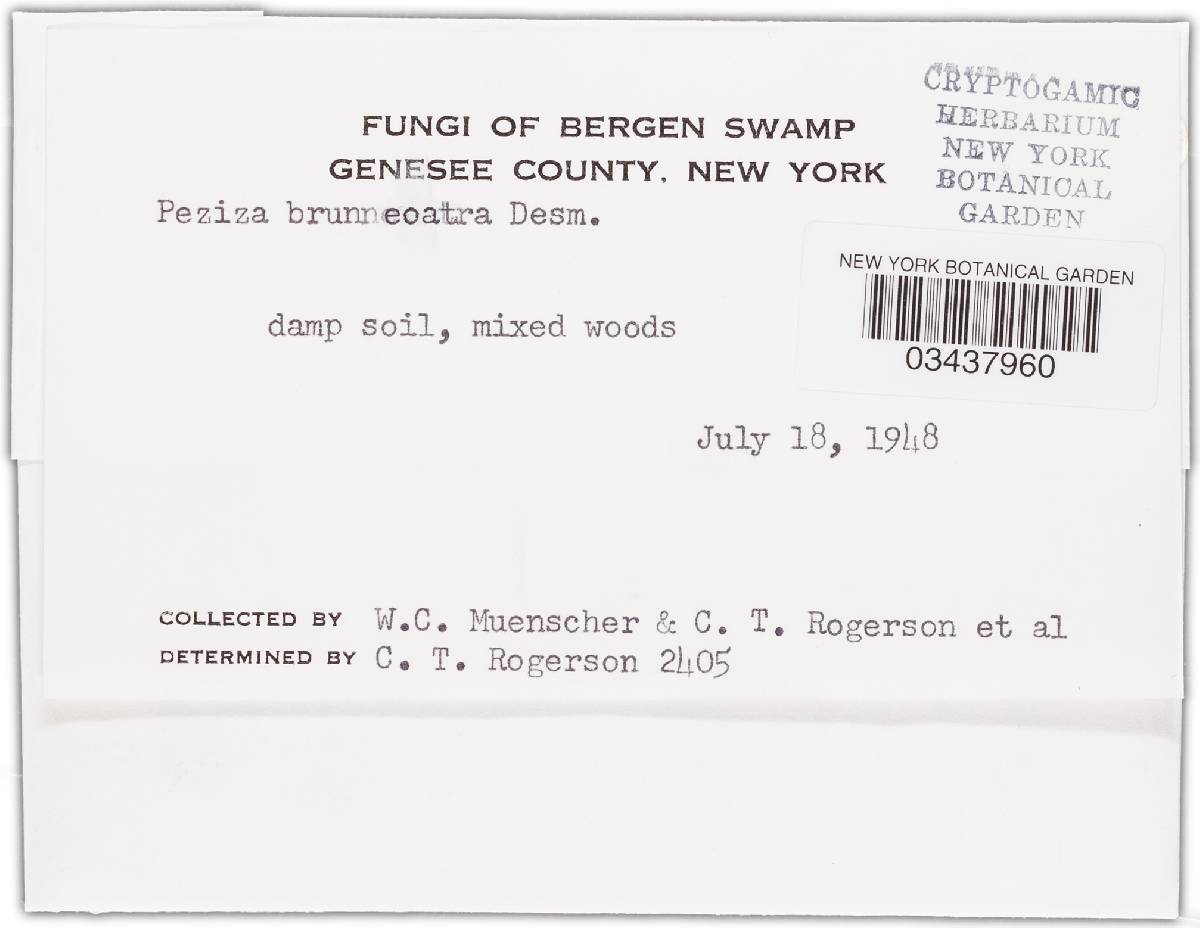 CRYPTOGAMIC
HERBARIUM
NEW YORK
BOTANICAL
GARDEN
FUNGI OF BERGEN SWAMP
GENESEE COUNTY, NEW YORK
Peziza brunneoatra Desm.
NEW YORK BOTANICAL GARDEN
03437960
damp soil, mixed woods
July 18, 1948
COLLECTED BY W.C. Muenscher & C. T. Rogerson et al
DETERMINED BY C. T. Rogerson 2405